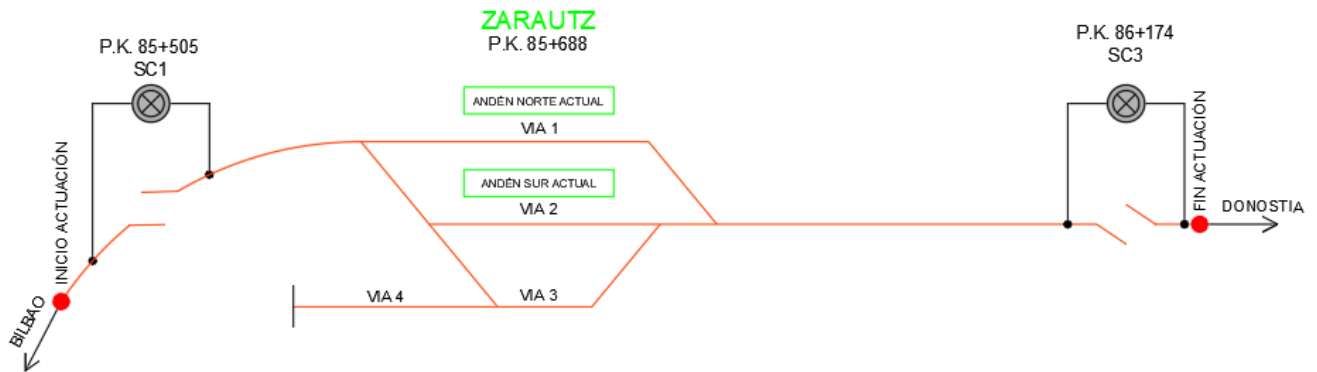 ZARAUTZ
P.K. 85+688
P.K. 85+505
SC1
P.K. 86+174
SC3
ANDÉN NORTE ACTUAL
VIA 1
ANDÉN SUR ACTUAL
VIA 2
VIA 4
VIA 3
INICIO ACTUACIÓN
BILBAO
FIN ACTUACIÓN
DONOSTIA